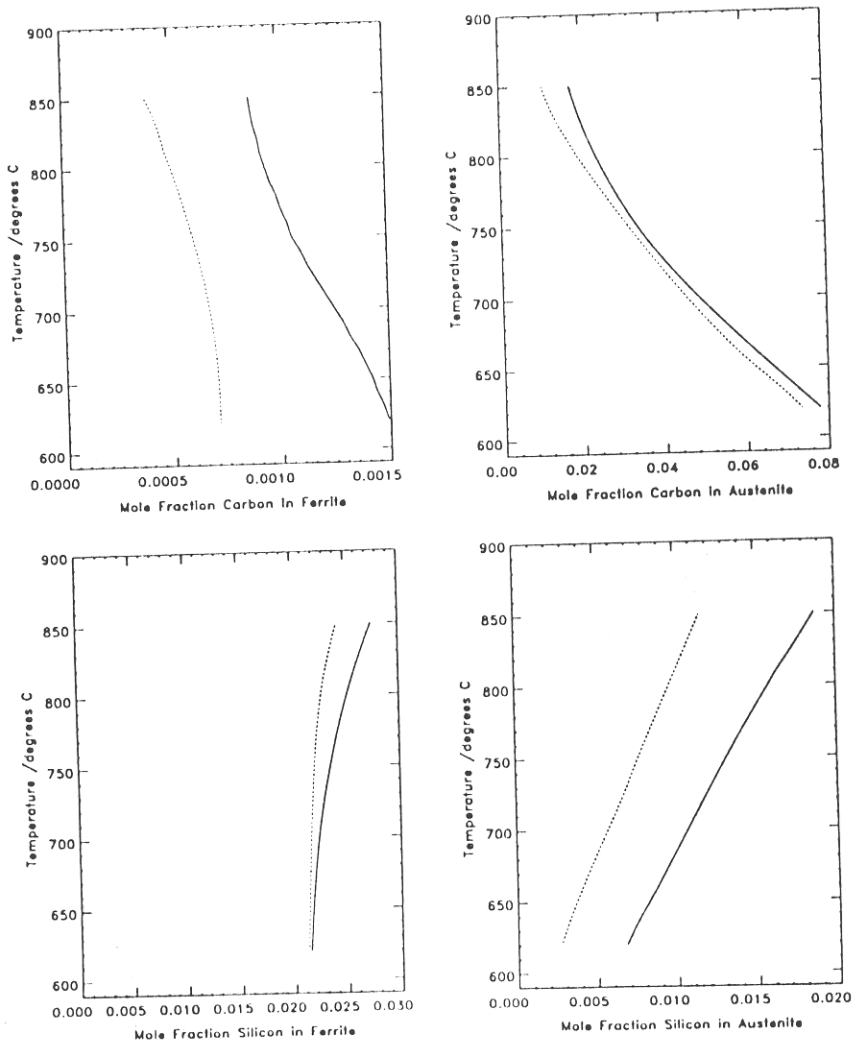 900
850
800
750
700
650
600
Temperature /degrees C
0.0000 0.0005 0.0010 0.0015
Mole Fraction Carbon in Ferrite
900
850
800
750
700
650
600
Temperature /degrees C
0.00 0.02 0.04 0.06 0.08
Mole Fraction Carbon in Austenite
900
850
800
750
700
650
600
Temperature /degrees C
0.000 0.005 0.010 0.015 0.020 0.025 0.030
Mole Fraction Silicon in Ferrite
900
850
800
750
700
650
600
Temperature /degrees C
0.000 0.005 0.010 0.015 0.020
Mole Fraction Silicon in Austenite